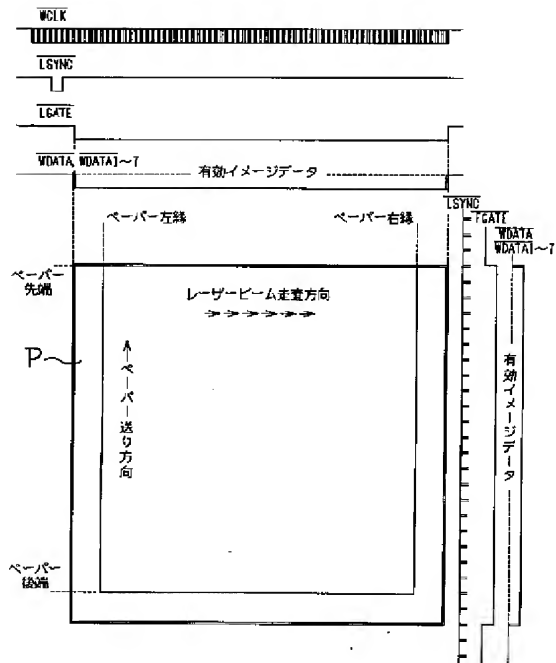 WCLK
LSYNC
LGATE
WDATA, WDATA1～7
有効イメージデータ
LSYNC
FGATE
WDATA
WDATA1～7
ペーパー左縁
ペーパー右縁
ペーパー
先端
レーザービーム走査方向
P
ペーパー送り方向
有効イメージデータ
ペーパー
後端